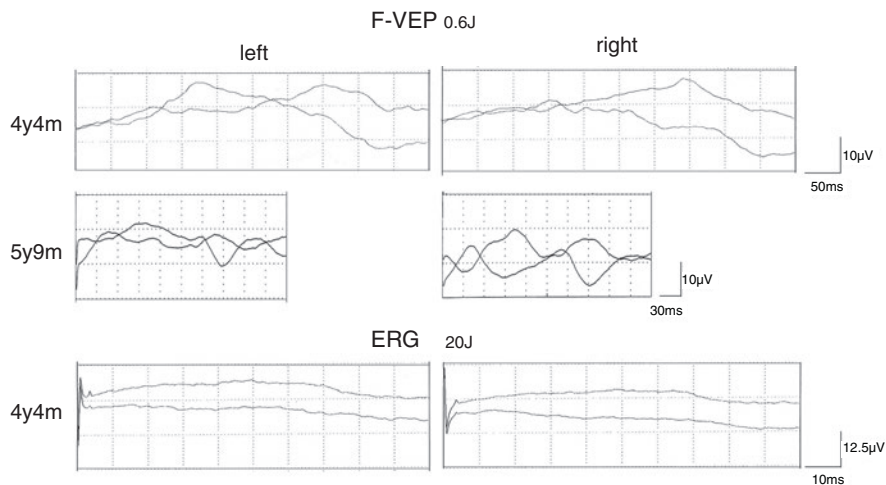 F-VEP 0.6J
left right
4y4m
10µV
50ms
5y9m
10µV
30ms
ERG 20J
4y4m
12.5µV
10ms